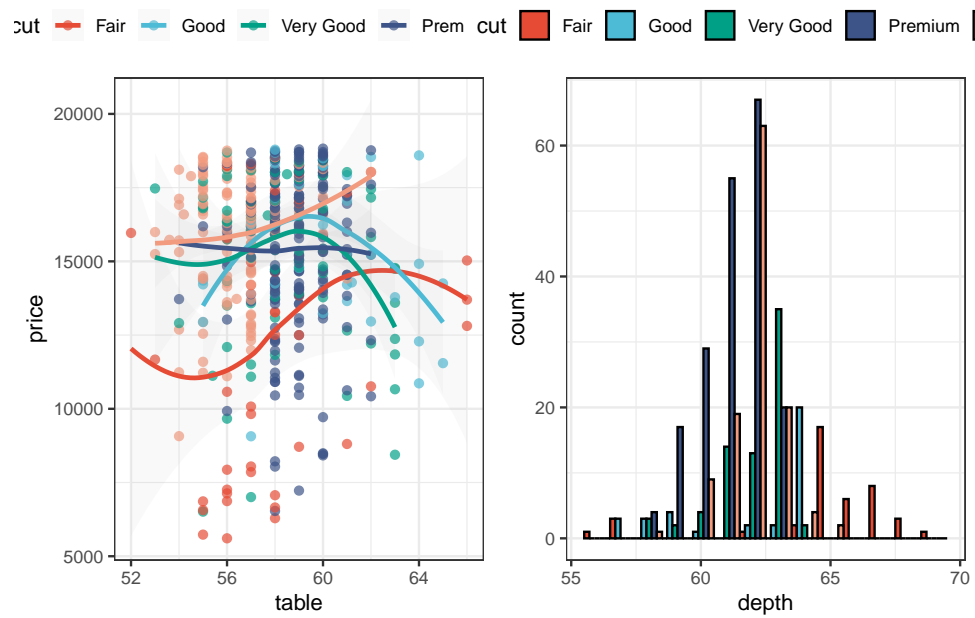 cut Fair Good Very Good Prem
cut Fair Good Very Good Premium
20000
15000
10000
5000
price
52 56 60 64
table
60
40
20
0
count
55 60 65 70
depth